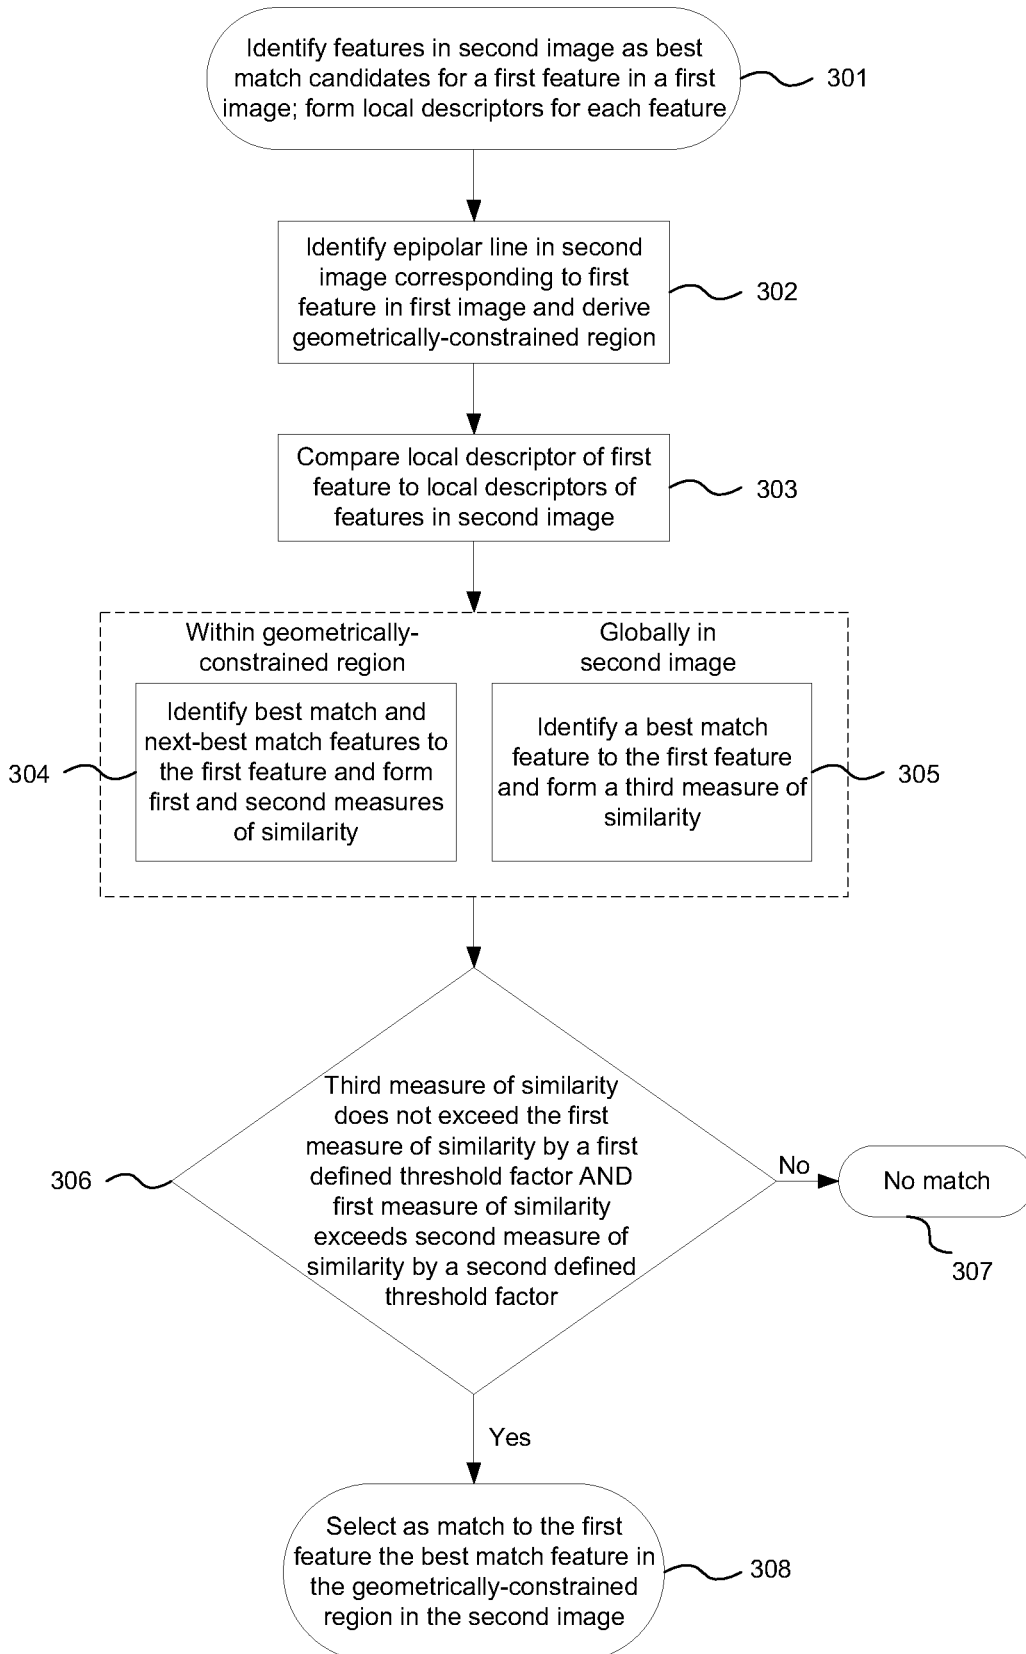 Identify features in second image as best
match candidates for a first feature in a first
image; form local descriptors for each feature
301
Identify epipolar line in second
image corresponding to first
feature in first image and derive
geometrically-constrained region
302
Compare local descriptor of first
feature to local descriptors of
features in second image
303
Within geometrically-
constrained region
Globally in
second image
304
Identify best match and
next-best match features to
the first feature and form
first and second measures
of similarity
Identify a best match
feature to the first feature
and form a third measure of
similarity
305
306
Third measure of similarity
does not exceed the first
measure of similarity by a first
defined threshold factor AND
first measure of similarity
exceeds second measure of
similarity by a second defined
threshold factor
No
No match
307
Yes
Select as match to the first
feature the best match feature in
the geometrically-constrained
region in the second image
308